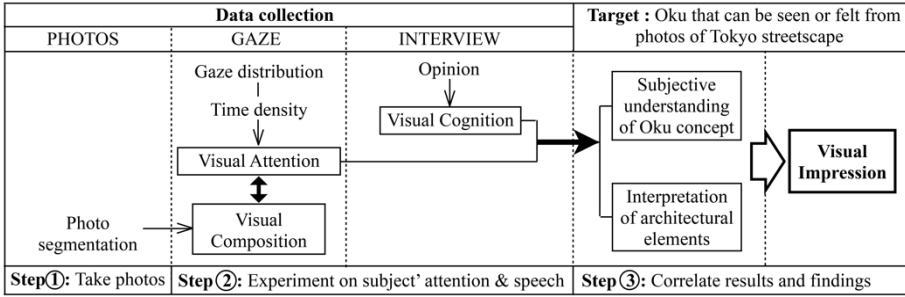 Data collection
Target : Oku that can be seen or felt from
photos of Tokyo streetscape
PHOTOS
GAZE
INTERVIEW
Gaze distribution
Time density
Visual Attention
Visual
Composition
Photo
segmentation
Opinion
Visual Cognition
Subjective
understanding
of Oku concept
Interpretation
of architectural
elements
Visual
Impression
Step①: Take photos
Step②: Experiment on subject’ attention & speech
Step③: Correlate results and findings